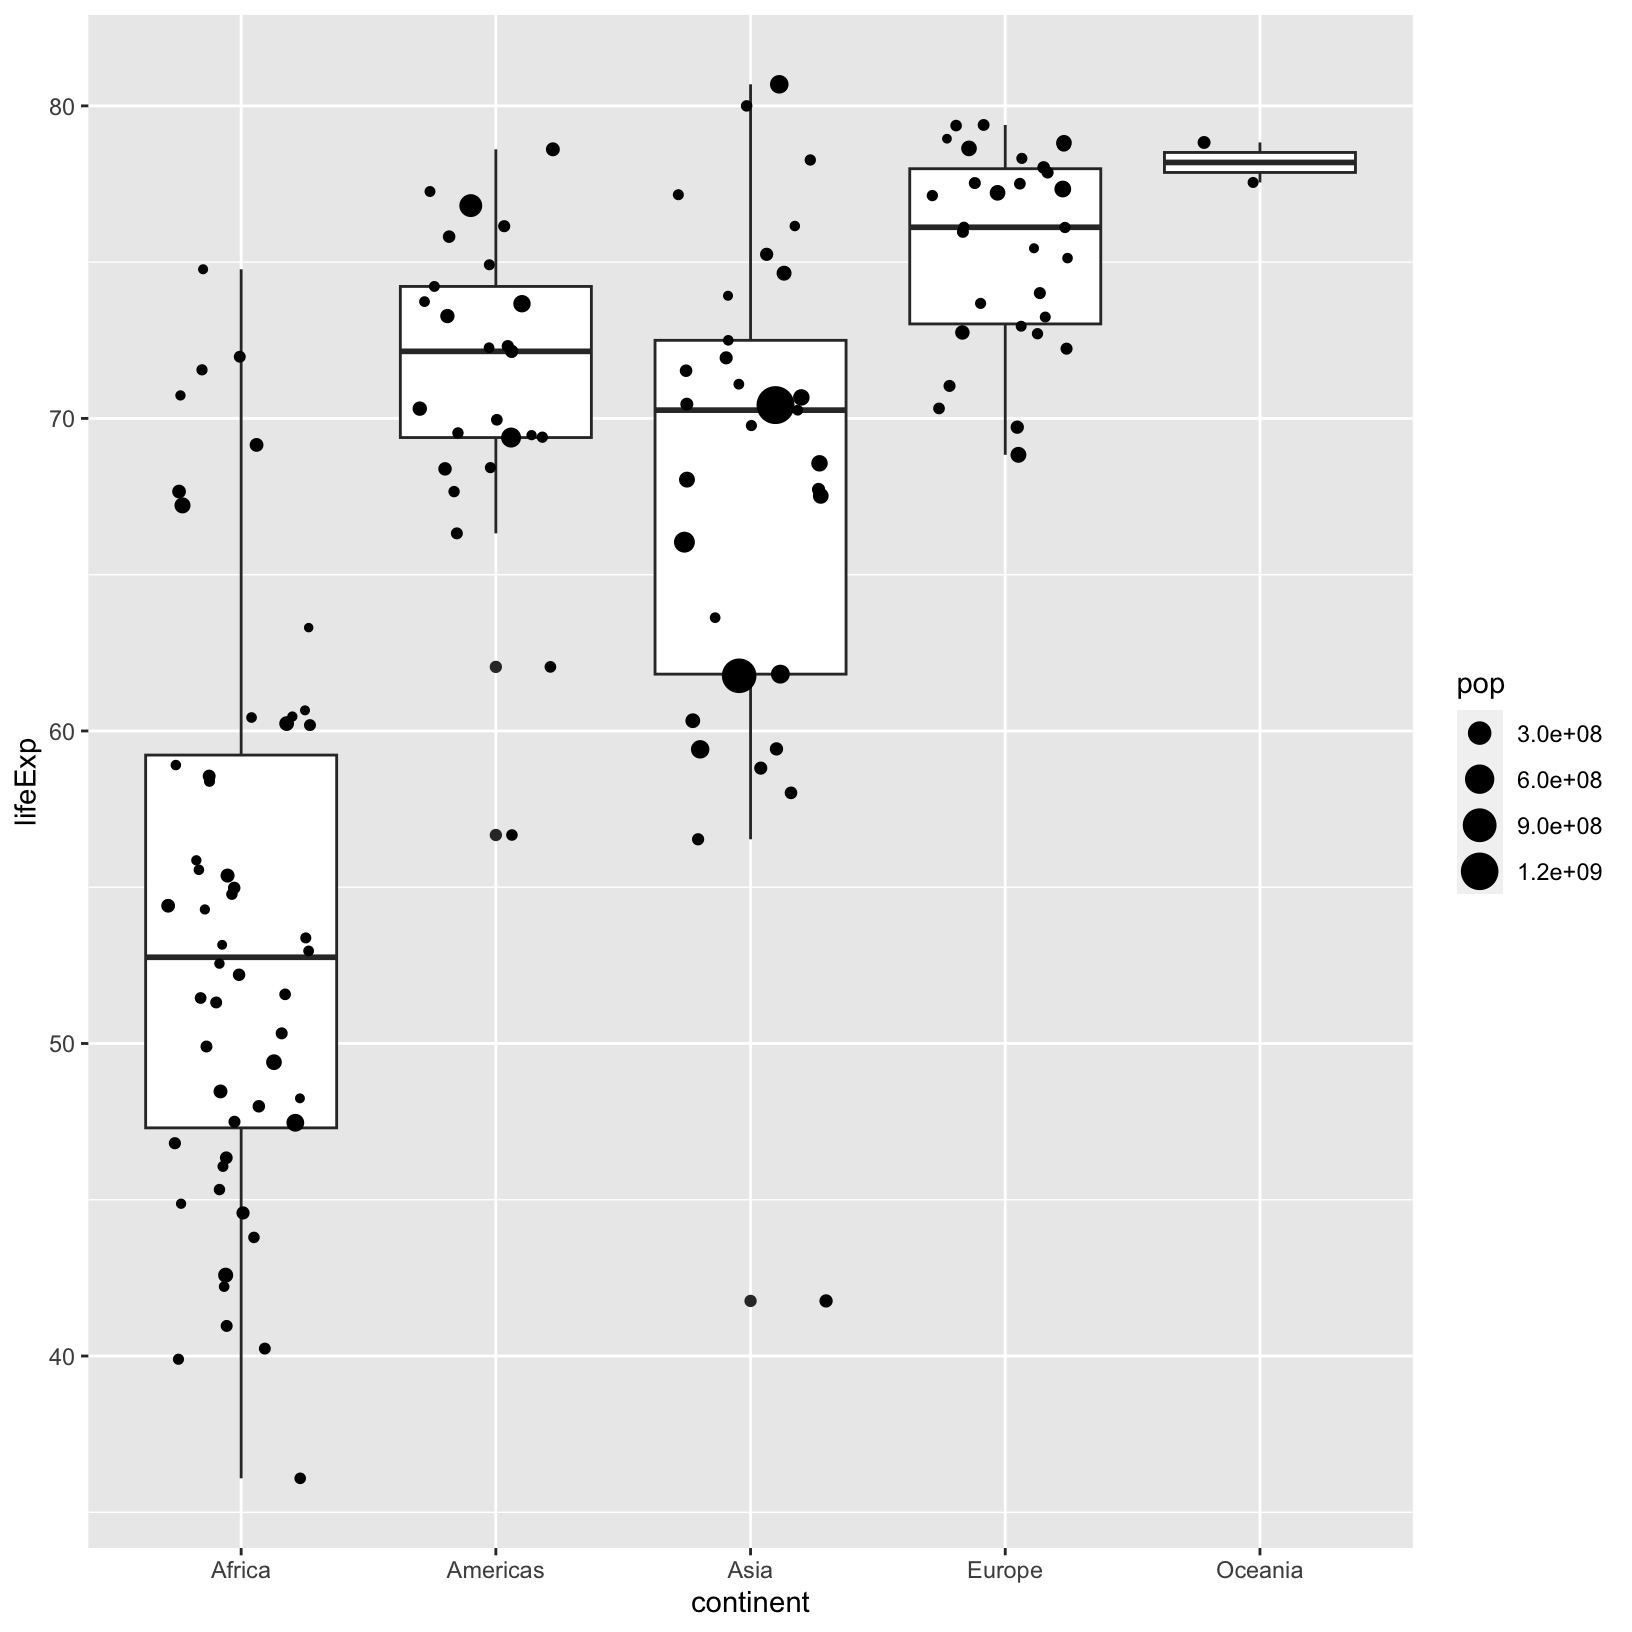 80
70
60
50
40
lifeExp
Africa
Americas
Asia
Europe
Oceania
continent
pop
3.0e+08
6.0e+08
9.0e+08
1.2e+09